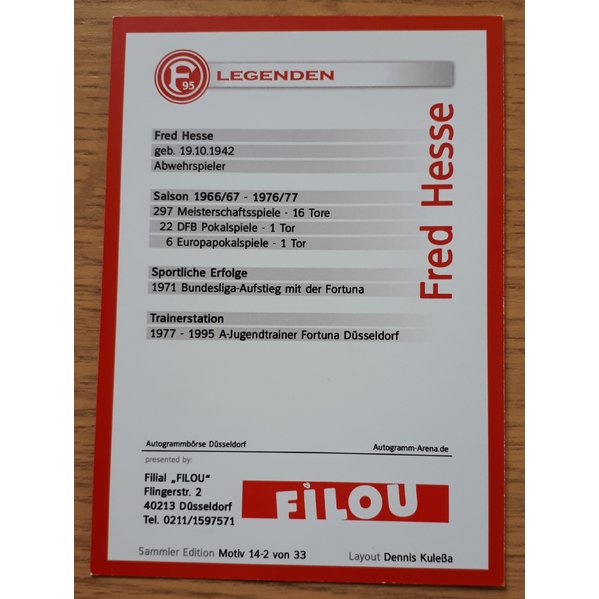 F95 LEGENDEN
Fred Hesse
Fred Hesse
geb. 19.10.1942
Abwehrspieler
Saison 1966/67 - 1976/77
297 Meisterschaftsspiele - 16 Tore
22 DFB Pokalspiele - 1 Tor
6 Europapokalspiele - 1 Tor
Sportliche Erfolge
1971 Bundesliga-Aufstieg mit der Fortuna
Trainerstation
1977 - 1995 A-Jugendtrainer Fortuna Düsseldorf
Autogrammbörse Düsseldorf Autogramm-Arena.de
presented by:
Filial „FILOU“
Flingerstr. 2
40213 Düsseldorf
Tel. 0211/1597571
FiLOU
Sammler Edition Motiv 14-2 von 33 Layout Dennis Kuleßa